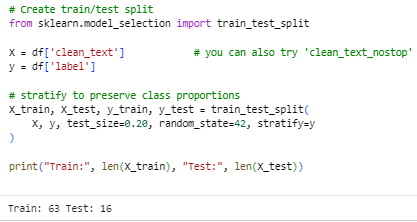 # Create train/test split
from sklearn.model_selection import train_test_split
X = df['clean_text']          # you can also try 'clean_text_nostop'
y = df['label']
# stratify to preserve class proportions
X_train, X_test, y_train, y_test = train_test_split(
    X, y, test_size=0.20, random_state=42, stratify=y
)
print("Train:", len(X_train), "Test:", len(X_test))
Train: 63 Test: 16